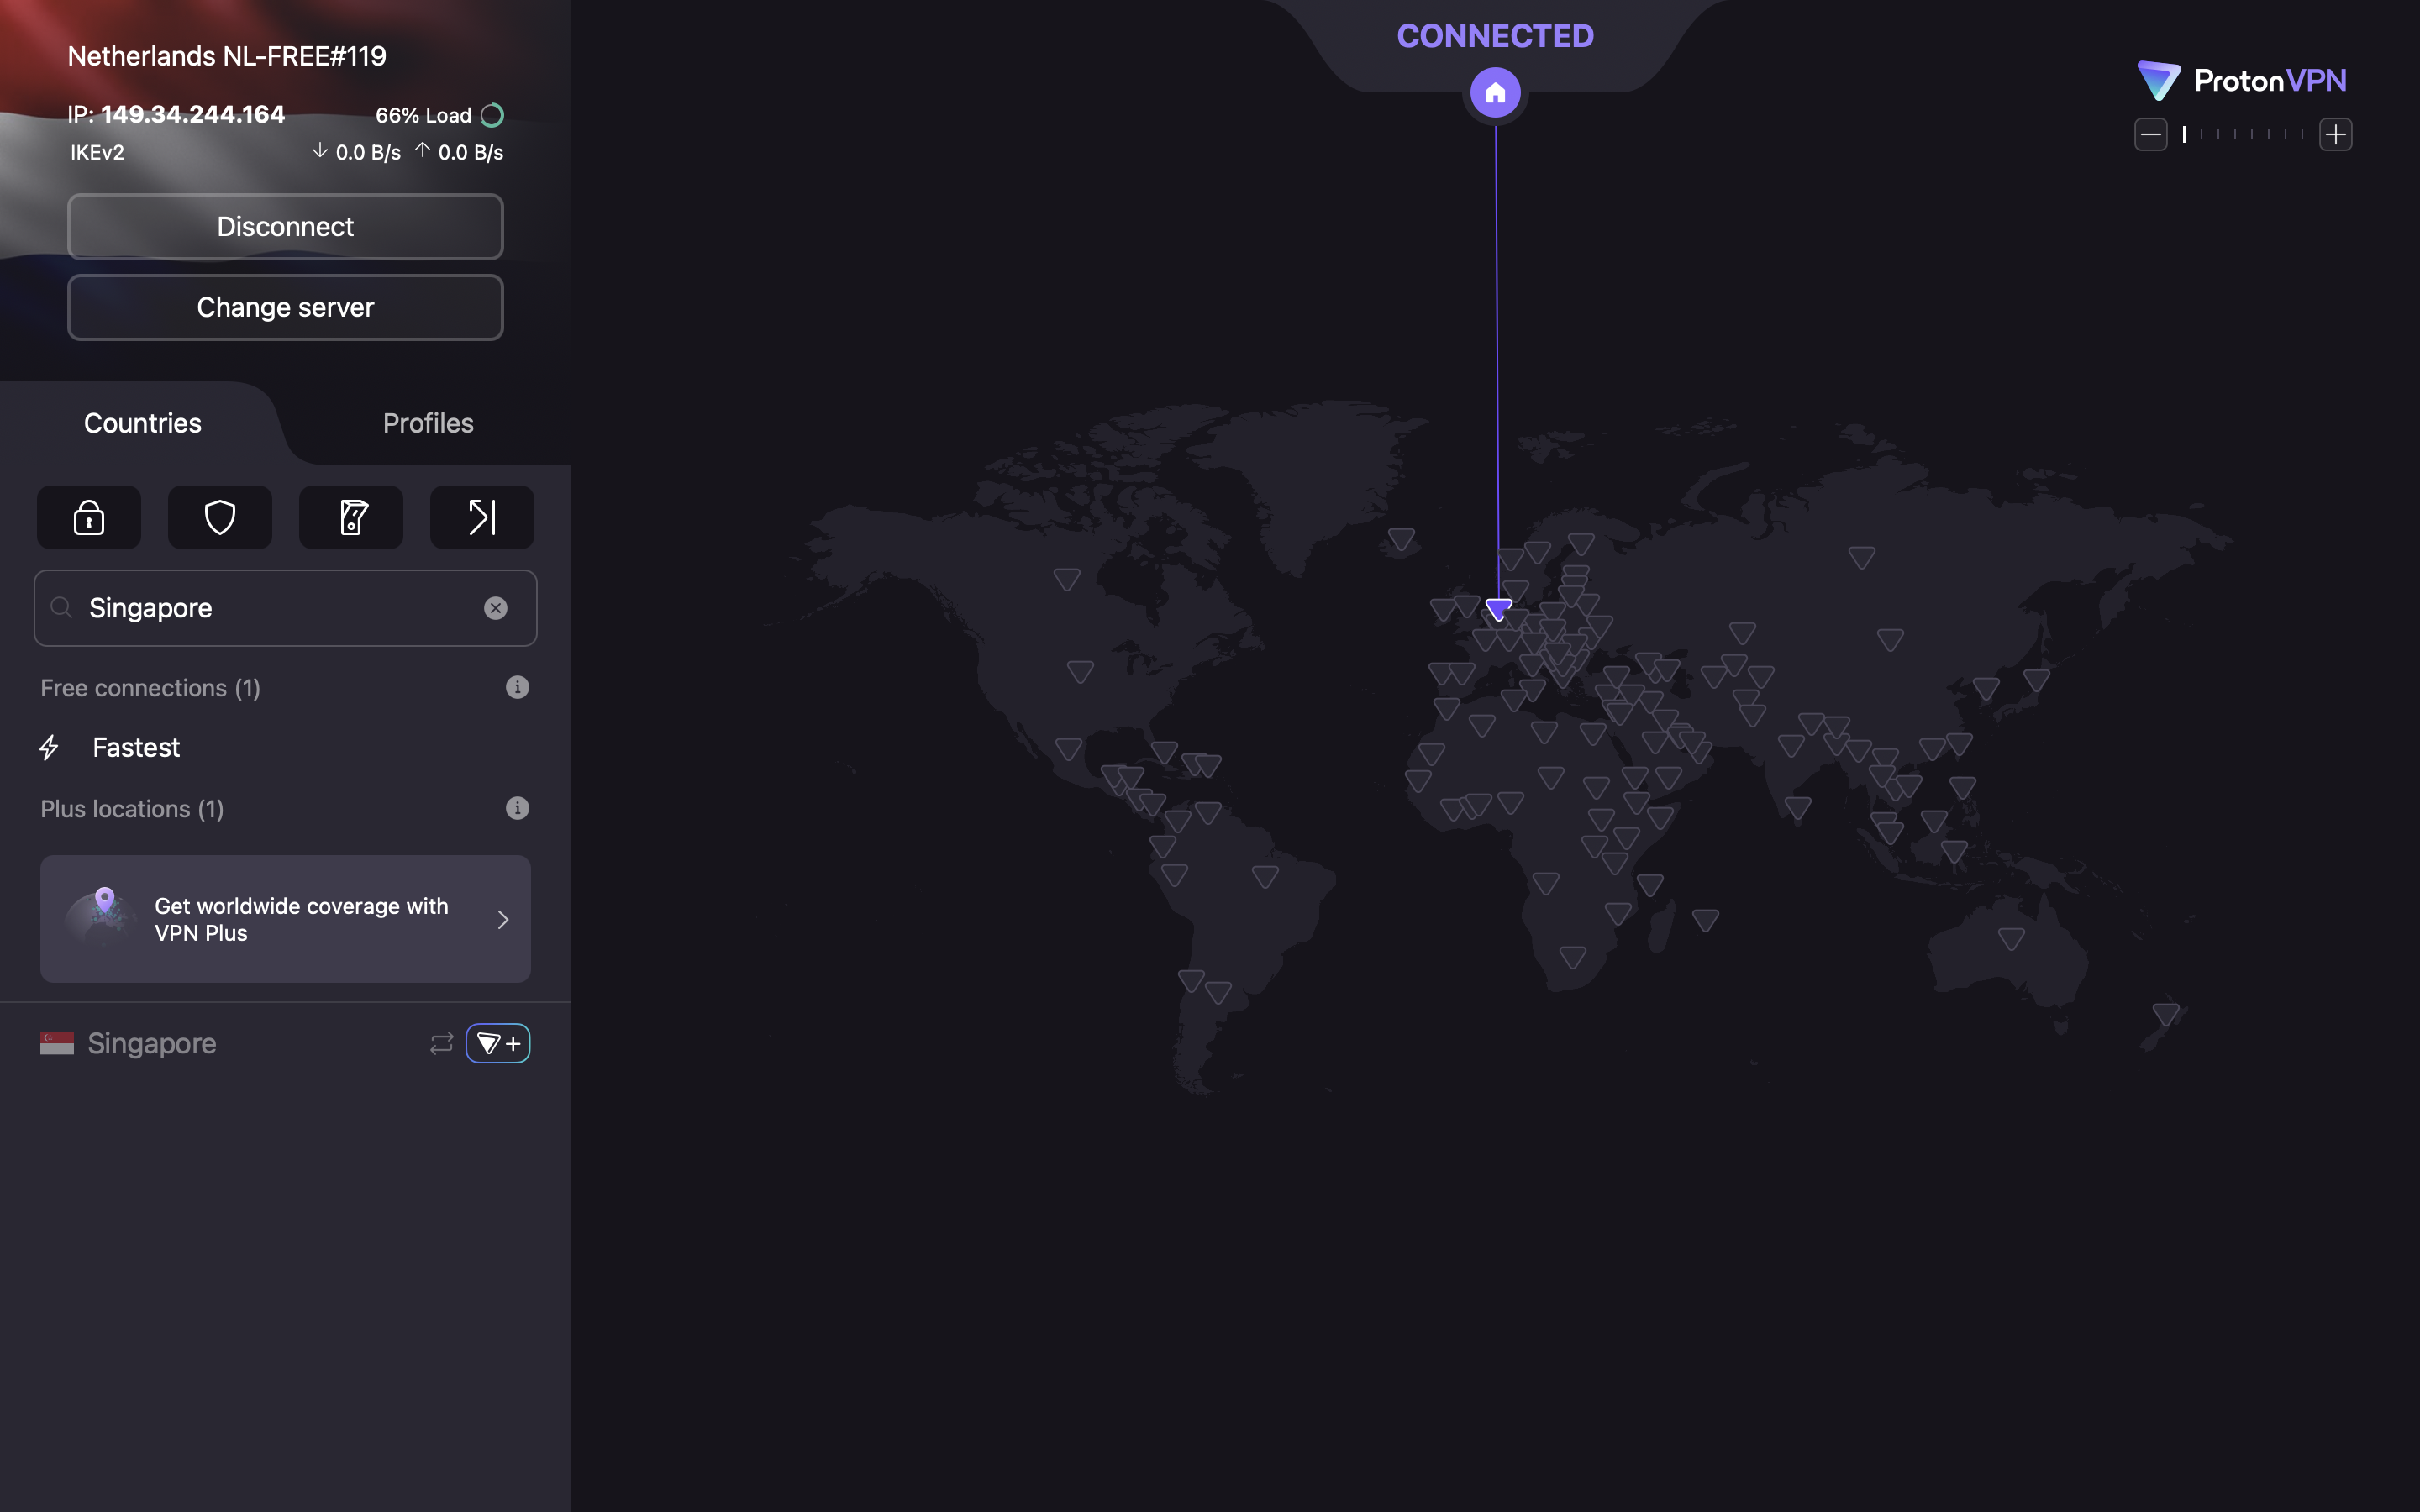 Netherlands NL-FREE#119
IP: 149.34.244.164
66% Load
IKEv2
↓ 0.0 B/s ↑ 0.0 B/s
Disconnect
Change server
Countries
Profiles
Singapore
Free connections (1)
Fastest
Plus locations (1)
Get worldwide coverage with
VPN Plus
Singapore
CONNECTED
ProtonVPN